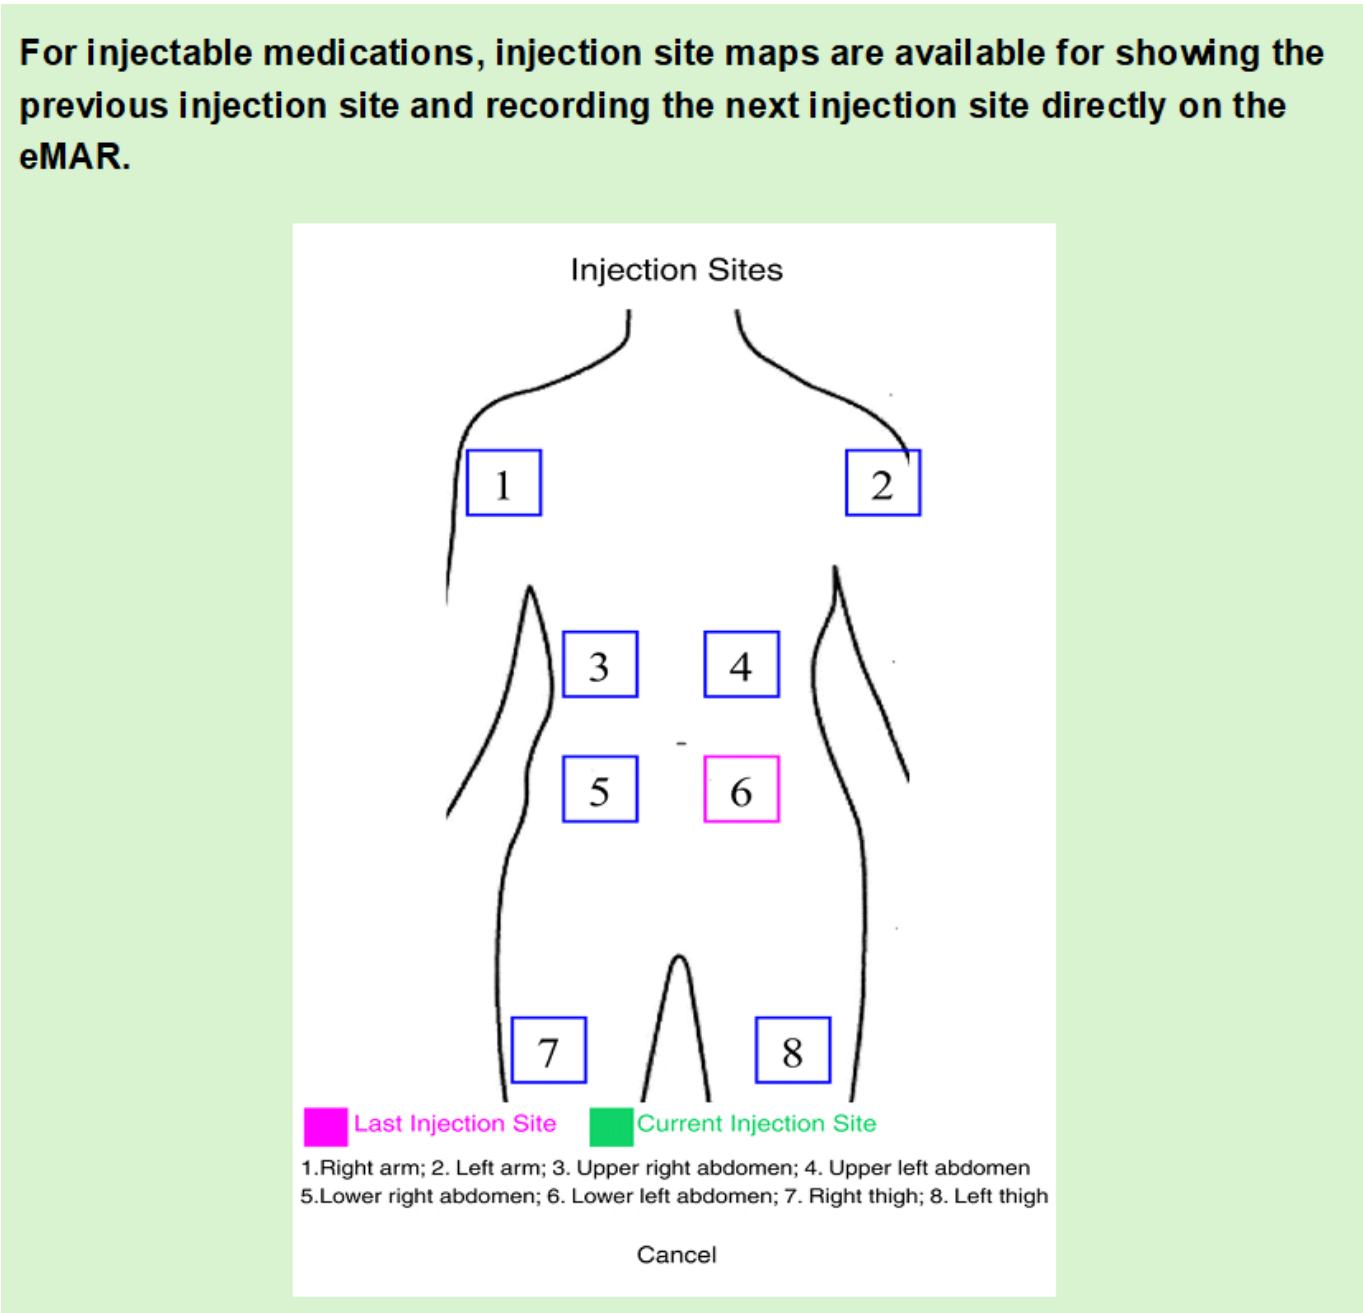 For injectable medications, injection site maps are available for showing the
previous injection site and recording the next injection site directly on the
eMAR.
Injection Sites
1
2
3
4
5
6
7
8
Last Injection Site
Current Injection Site
1.Right arm; 2. Left arm; 3. Upper right abdomen; 4. Upper left abdomen
5.Lower right abdomen; 6. Lower left abdomen; 7. Right thigh; 8. Left thigh
Cancel